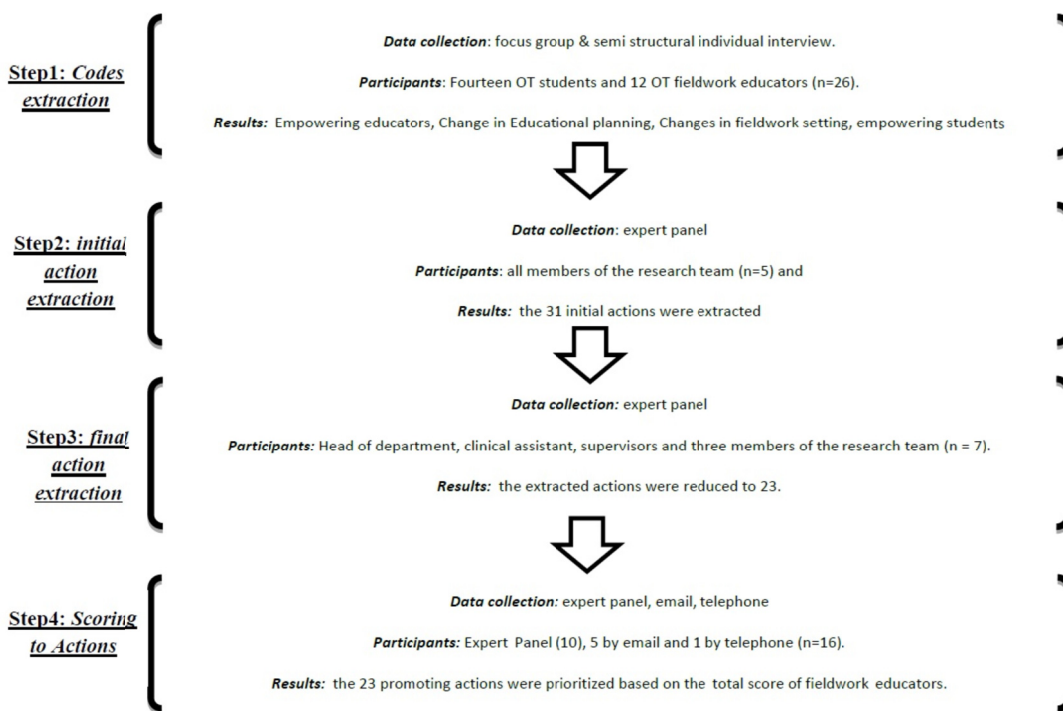 Step1: Codes
extraction
Data collection: focus group & semi structural individual interview.
Participants: Fourteen OT students and 12 OT fieldwork educators (n=26).
Results: Empowering educators, Change in Educational planning, Changes in fieldwork setting, empowering students
Step2: initial
action
extraction
Data collection: expert panel
Participants: all members of the research team (n=5) and
Results: the 31 initial actions were extracted
Step3: final
action
extraction
Data collection: expert panel
Participants: Head of department, clinical assistant, supervisors and three members of the research team (n = 7).
Results: the extracted actions were reduced to 23.
Step4: Scoring
to Actions
Data collection: expert panel, email, telephone
Participants: Expert Panel (10), 5 by email and 1 by telephone (n=16).
Results: the 23 promoting actions were prioritized based on the total score of fieldwork educators.